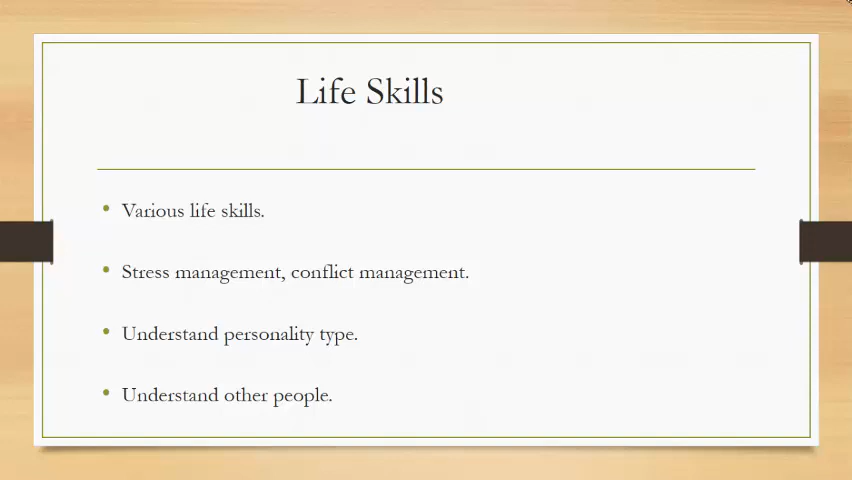 Life Skills
• Various life skills.
• Stress management, conflict management.
• Understand personality type.
• Understand other people.